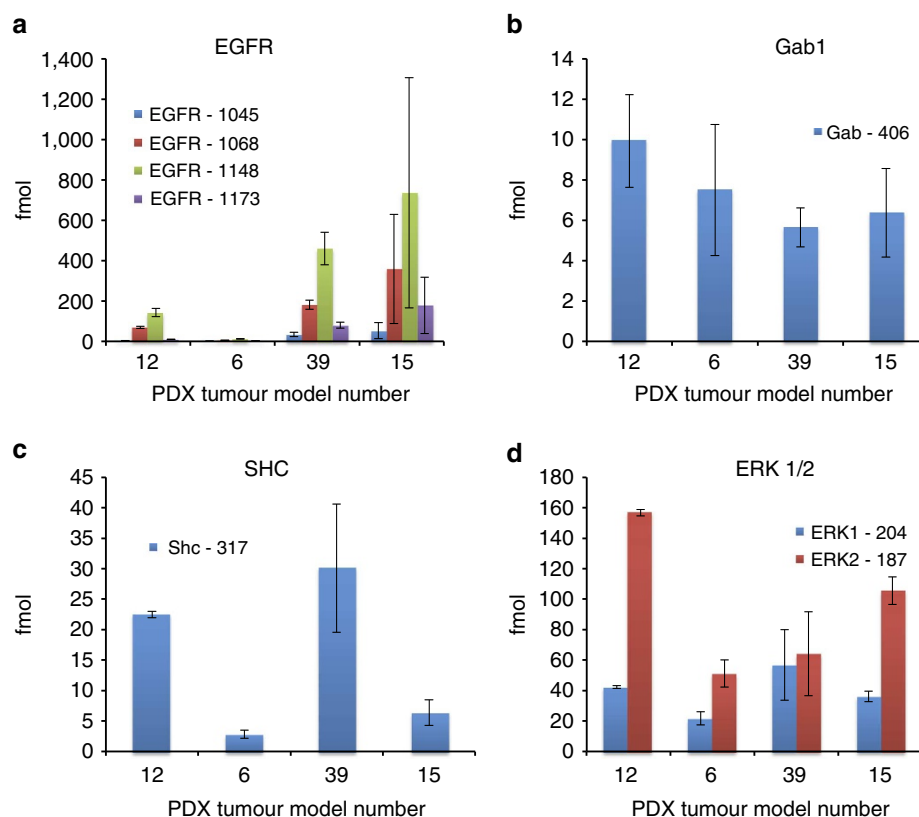 a
EGFR
1,400
1,200
1,000
800
600
400
200
0
fmol
EGFR - 1045
EGFR - 1068
EGFR - 1148
EGFR - 1173
12 6 39 15
PDX tumour model number
b
Gab1
14
12
10
8
6
4
2
0
fmol
Gab - 406
12 6 39 15
PDX tumour model number
c
SHC
45
40
35
30
25
20
15
10
5
0
fmol
Shc - 317
12 6 39 15
PDX tumour model number
d
ERK 1/2
180
160
140
120
100
80
60
40
20
0
fmol
ERK1 - 204
ERK2 - 187
12 6 39 15
PDX tumour model number